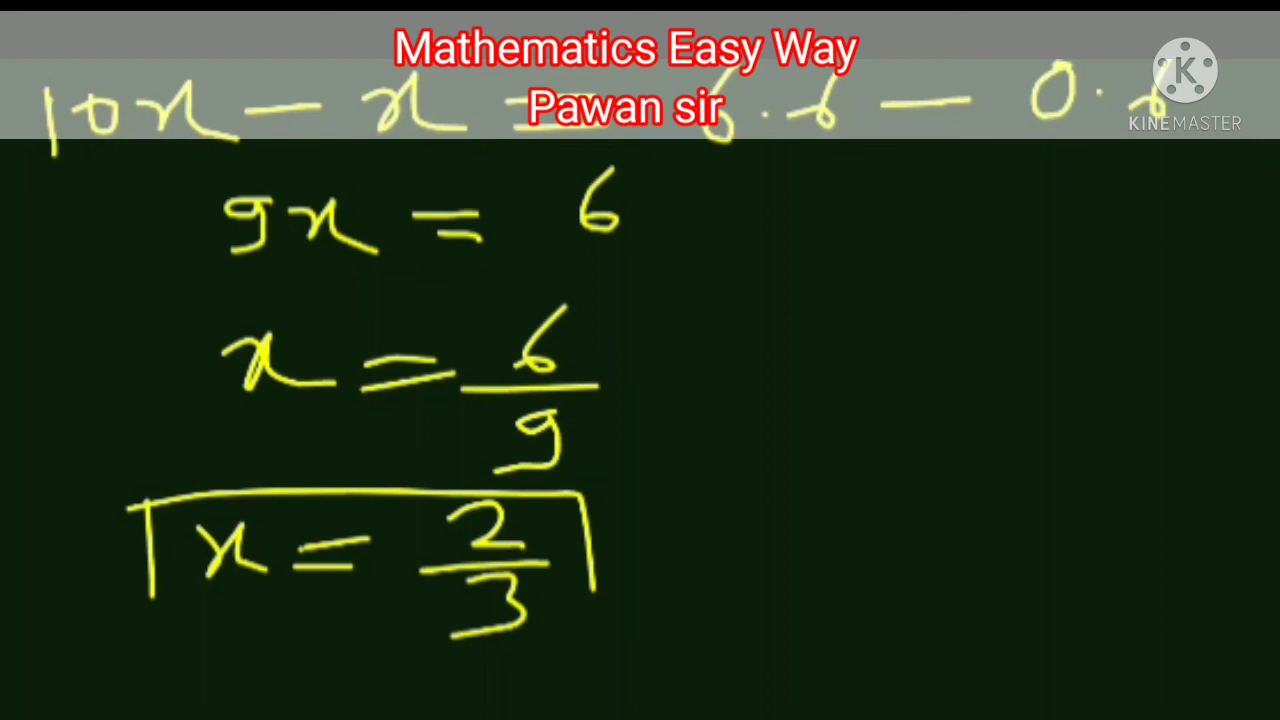 Mathematics Easy Way
Pawan sir
KINEMASTER
10x - x = 6.6 - 0.6
9x = 6
x = 6/9
x = 2/3